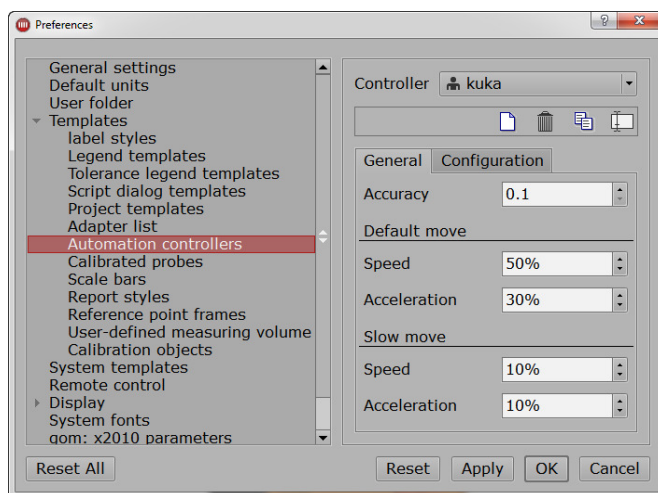 Preferences
General settings
Default units
User folder
Templates
label styles
Legend templates
Tolerance legend templates
Script dialog templates
Project templates
Adapter list
Automation controllers
Calibrated probes
Scale bars
Report styles
Reference point frames
User-defined measuring volume
Calibration objects
System templates
Remote control
Display
System fonts
gom: x2010 parameters
Controller kuka
General Configuration
Accuracy 0.1
Default move
Speed 50%
Acceleration 30%
Slow move
Speed 10%
Acceleration 10%
Reset All Reset Apply OK Cancel